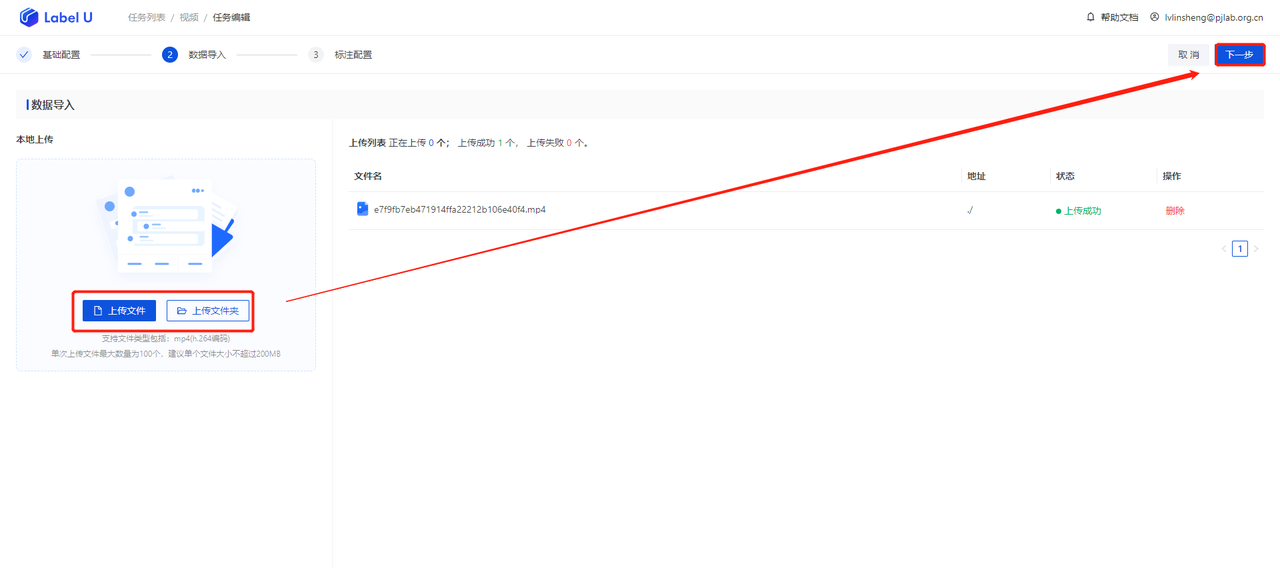 Label U 任务列表 / 视频 / 任务编辑 帮助文档 lvlinsheng@pjlab.org.cn
基础配置 2 数据导入 3 标注配置 取 消 下一步
数据导入
本地上传
上传列表 正在上传 0 个； 上传成功 1 个， 上传失败 0 个。
文件名 地址 状态 操作
e7f9fb7eb471914ffa22212b106e40f4.mp4 ./ 上传成功 删除
< 1 >
上传文件 上传文件夹
支持文件类型包括：mp4(h.264编码)
单次上传文件最大数量为100个，建议单个文件大小不超过200MB